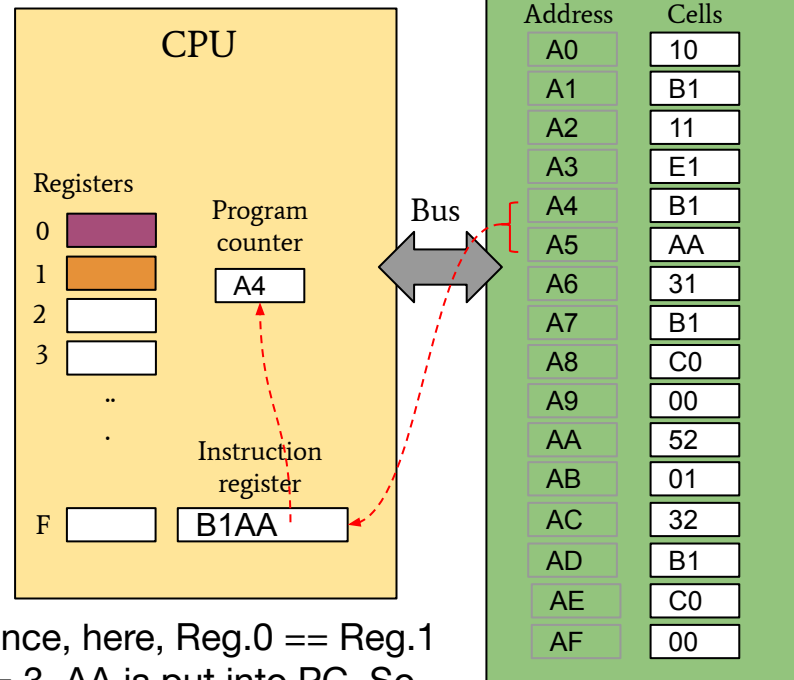 CPU
Registers
0
1
2
3
..
.
F
Program
counter
A4
Instruction
register
B1AA
Bus
Address Cells
A0 10
A1 B1
A2 11
A3 E1
A4 B1
A5 AA
A6 31
A7 B1
A8 C0
A9 00
AA 52
AB 01
AC 32
AD B1
AE C0
AF 00
nce, here, Reg.0 == Reg.1
3, AA is put into PC. So